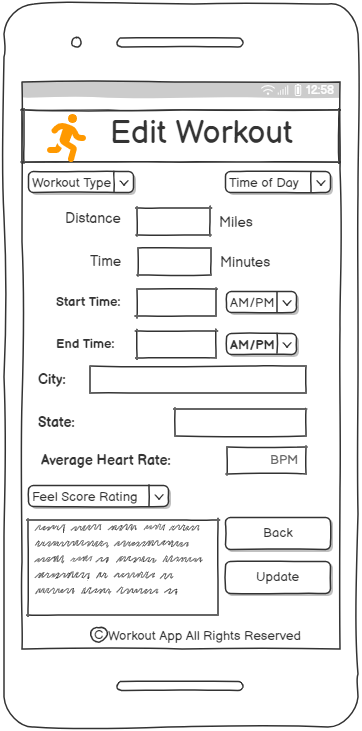 12:58
Edit Workout
Workout Type Time of Day
Distance Miles
Time Minutes
Start Time: AM/PM
End Time: AM/PM
City:
State:
Average Heart Rate: BPM
Feel Score Rating
Back
Update
©Workout App All Rights Reserved